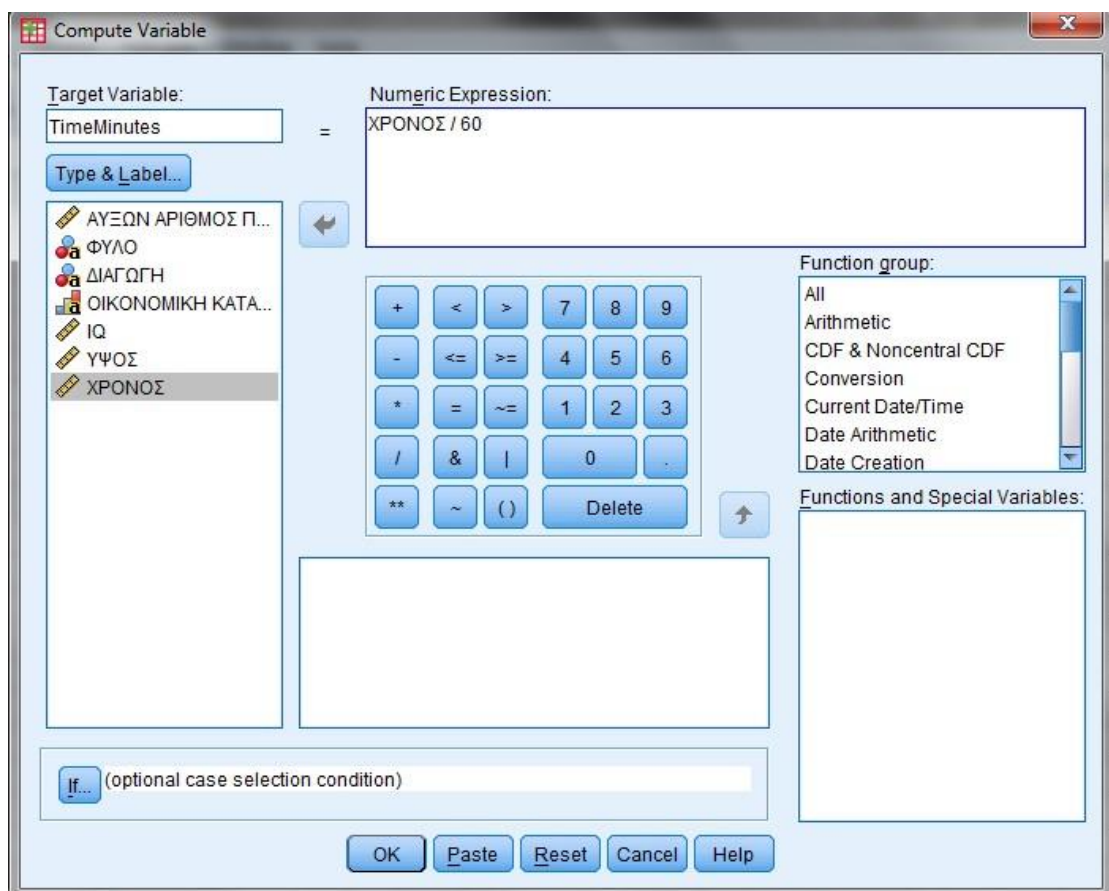 Compute Variable
Target Variable:
TimeMinutes
=
Numeric Expression:
ΧΡΟΝΟΣ / 60
Type & Label...
ΑΥΞΩΝ ΑΡΙΘΜΟΣ Π...
ΦΥΛΟ
ΔΙΑΓΩΓΗ
ΟΙΚΟΝΟΜΙΚΗ ΚΑΤΑ...
IQ
ΥΨΟΣ
ΧΡΟΝΟΣ
+ < > 7 8 9
- <= >= 4 5 6
* = ~= 1 2 3
/ & | 0 .
** ~ ( ) Delete
Function group:
All
Arithmetic
CDF & Noncentral CDF
Conversion
Current Date/Time
Date Arithmetic
Date Creation
Functions and Special Variables:
If... (optional case selection condition)
OK Paste Reset Cancel Help